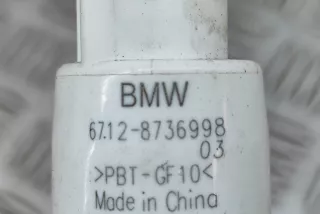 BMW
67.12-8736998
03
>PBT-GF10<
Made in China